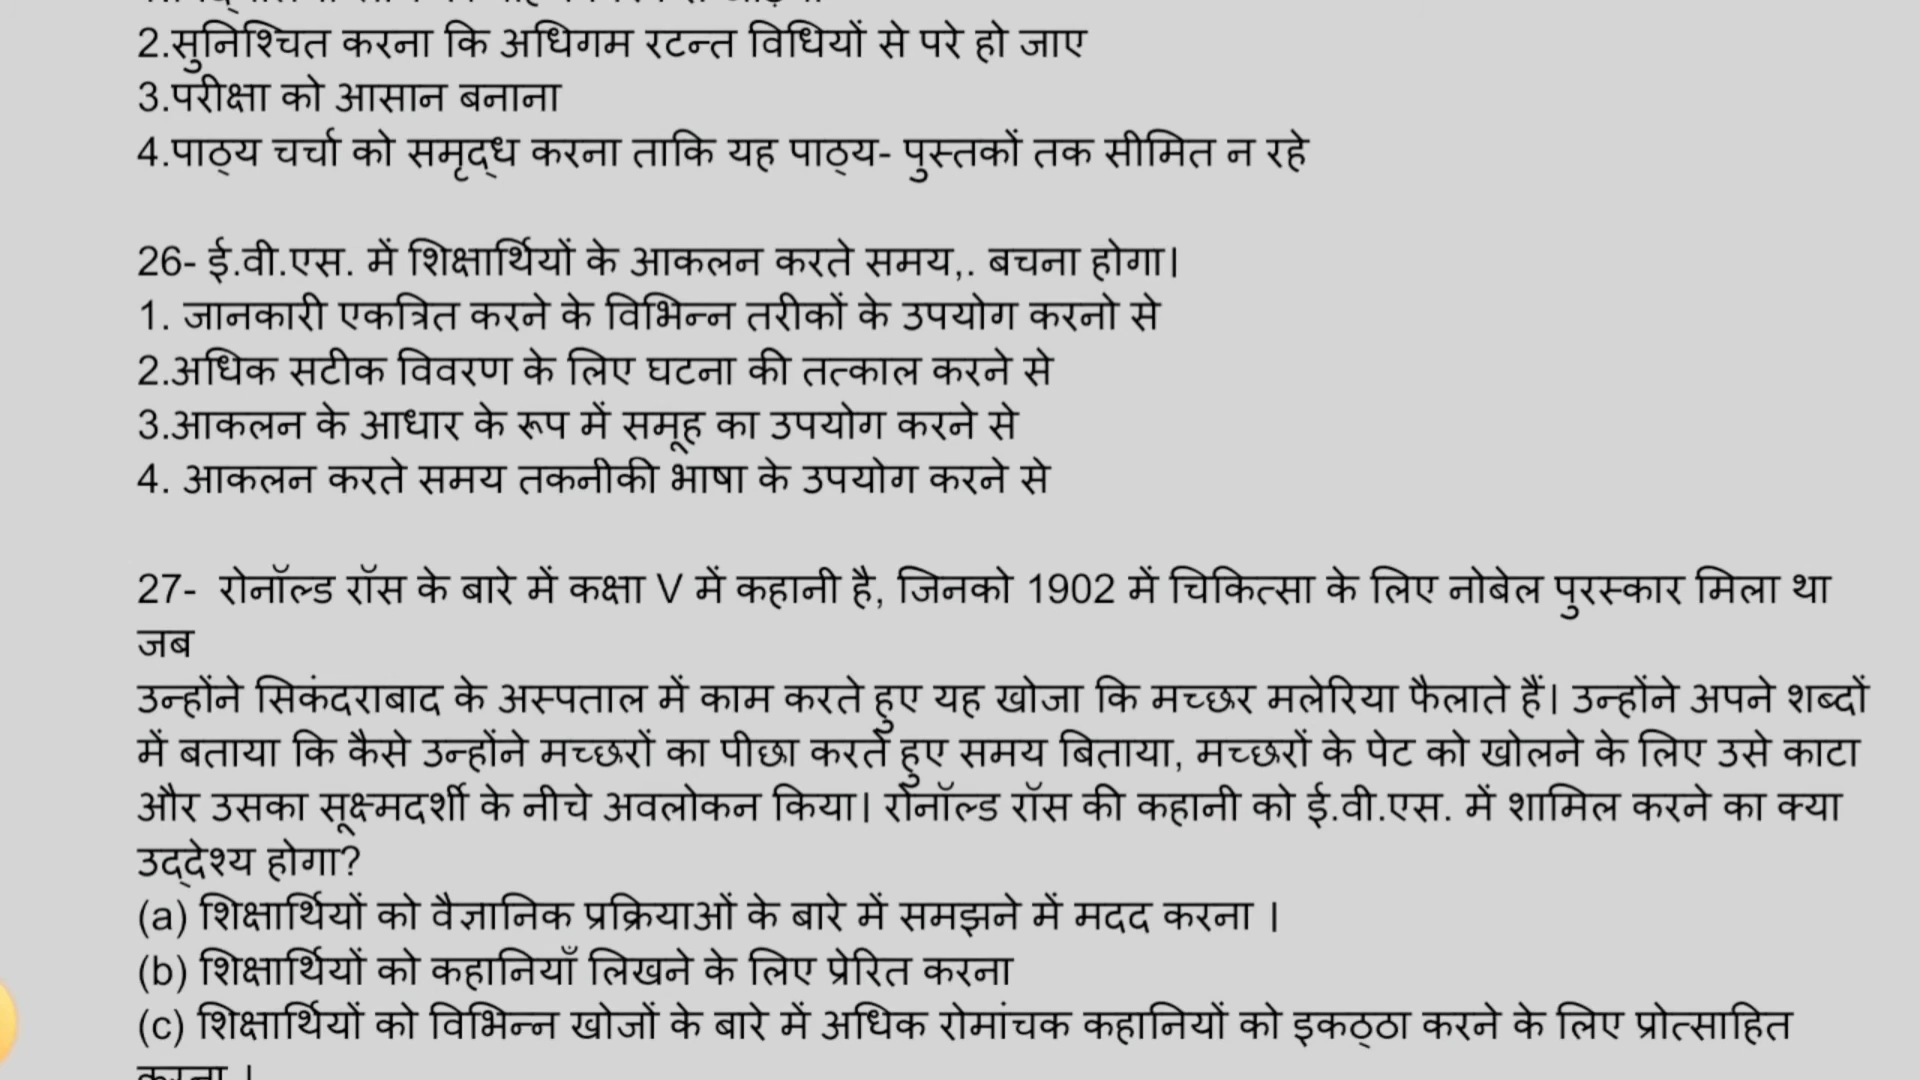 2.सुनिश्चित करना कि अधिगम रटन्त विधियों से परे हो जाए
3.परीक्षा को आसान बनाना
4.पाठ्य चर्चा को समृद्ध करना ताकि यह पाठ्य- पुस्तकों तक सीमित न रहे
26- ई.वी.एस. में शिक्षार्थियों के आकलन करते समय,. बचना होगा।
1. जानकारी एकत्रित करने के विभिन्न तरीकों के उपयोग करनो से
2.अधिक सटीक विवरण के लिए घटना की तत्काल करने से
3.आकलन के आधार के रूप में समूह का उपयोग करने से
4. आकलन करते समय तकनीकी भाषा के उपयोग करने से
27- रोनॉल्ड रॉस के बारे में कक्षा V में कहानी है, जिनको 1902 में चिकित्सा के लिए नोबेल पुरस्कार मिला था
जब
उन्होंने सिकंदराबाद के अस्पताल में काम करते हुए यह खोजा कि मच्छर मलेरिया फैलाते हैं। उन्होंने अपने शब्दों
में बताया कि कैसे उन्होंने मच्छरों का पीछा करते हुए समय बिताया, मच्छरों के पेट को खोलने के लिए उसे काटा
और उसका सूक्ष्मदर्शी के नीचे अवलोकन किया। रोनॉल्ड रॉस की कहानी को ई.वी.एस. में शामिल करने का क्या
उद्देश्य होगा?
(a) शिक्षार्थियों को वैज्ञानिक प्रक्रियाओं के बारे में समझने में मदद करना ।
(b) शिक्षार्थियों को कहानियाँ लिखने के लिए प्रेरित करना
(c) शिक्षार्थियों को विभिन्न खोजों के बारे में अधिक रोमांचक कहानियों को इकठ्ठा करने के लिए प्रोत्साहित
करना ।